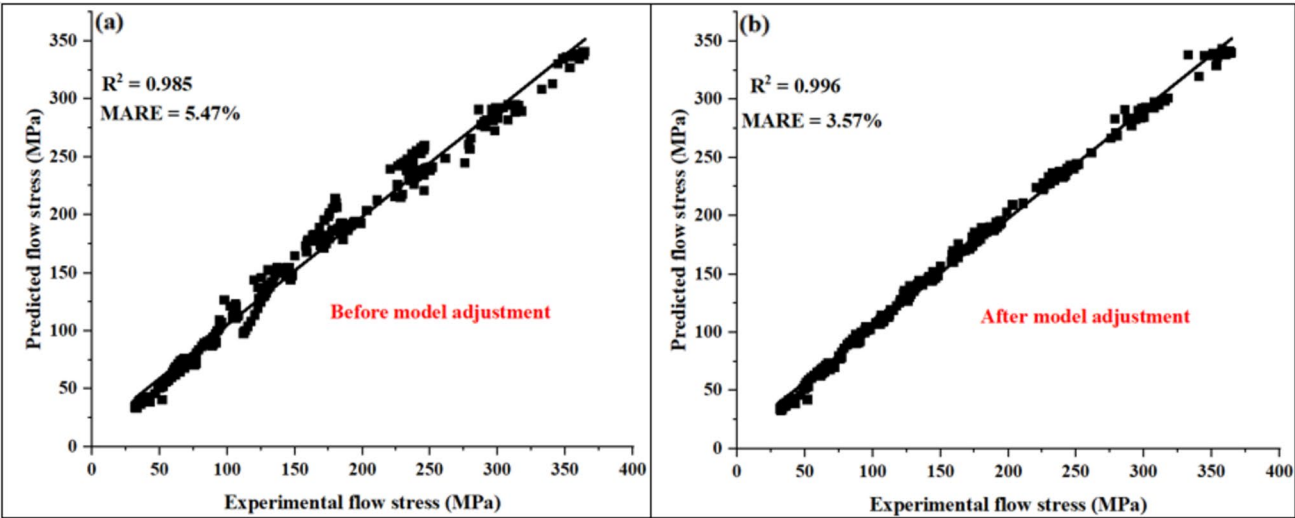 (a)
R² = 0.985
MARE = 5.47%
Before model adjustment
Predicted flow stress (MPa)
350
300
250
200
150
100
50
0
0 50 100 150 200 250 300 350 400
Experimental flow stress (MPa)
(b)
R² = 0.996
MARE = 3.57%
After model adjustment
Predicted flow stress (MPa)
350
300
250
200
150
100
50
0
0 50 100 150 200 250 300 350 400
Experimental flow stress (MPa)